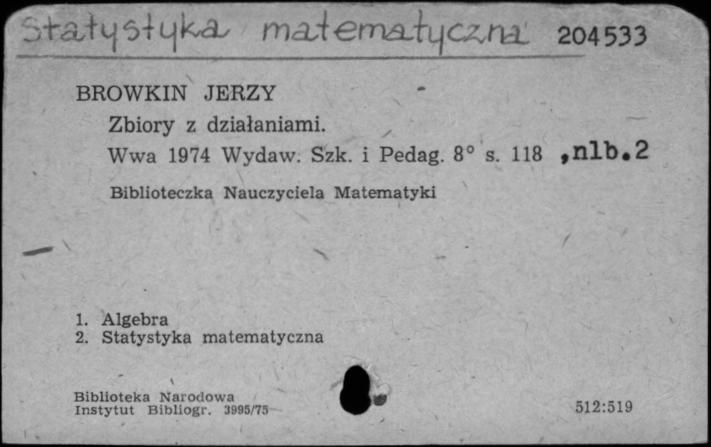 Statystyka matematyczna 204533
BROWKIN JERZY
Zbiory z działaniami.
Wwa 1974 Wydaw. Szk. i Pedag. 8° s. 118 ,nlb.2
Biblioteczka Nauczyciela Matematyki
1. Algebra
2. Statystyka matematyczna
Biblioteka Narodowa
Instytut Bibliogr. 3995/75
512:519